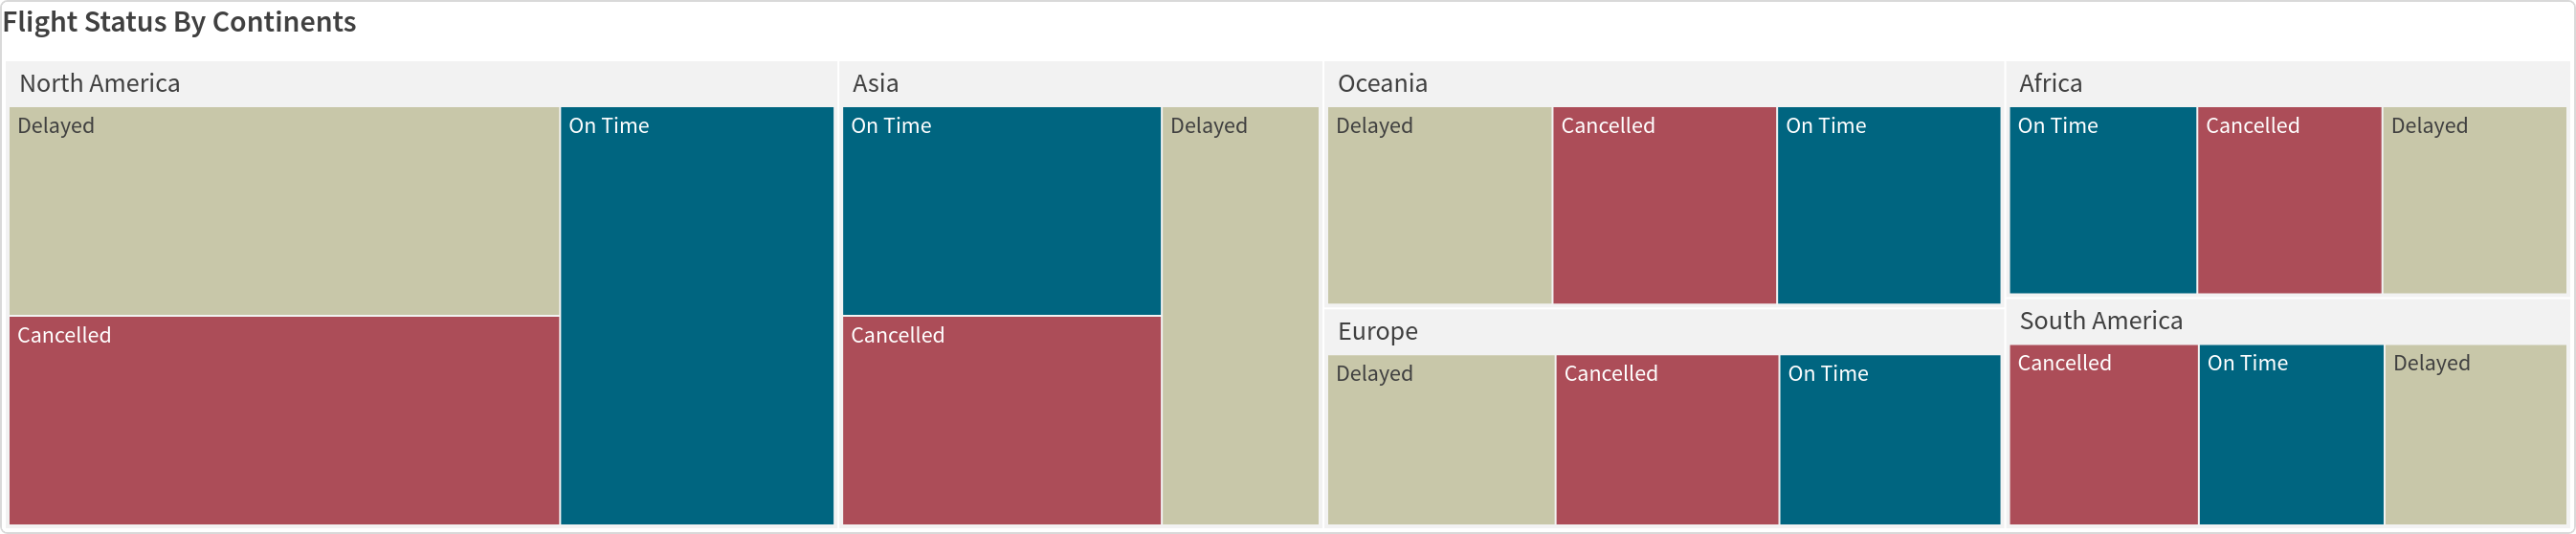 Flight Status By Continents
North America
Delayed
On Time
Cancelled
Asia
On Time
Delayed
Cancelled
Oceania
Delayed
Cancelled
On Time
Europe
Delayed
Cancelled
On Time
Africa
On Time
Cancelled
Delayed
South America
Cancelled
On Time
Delayed